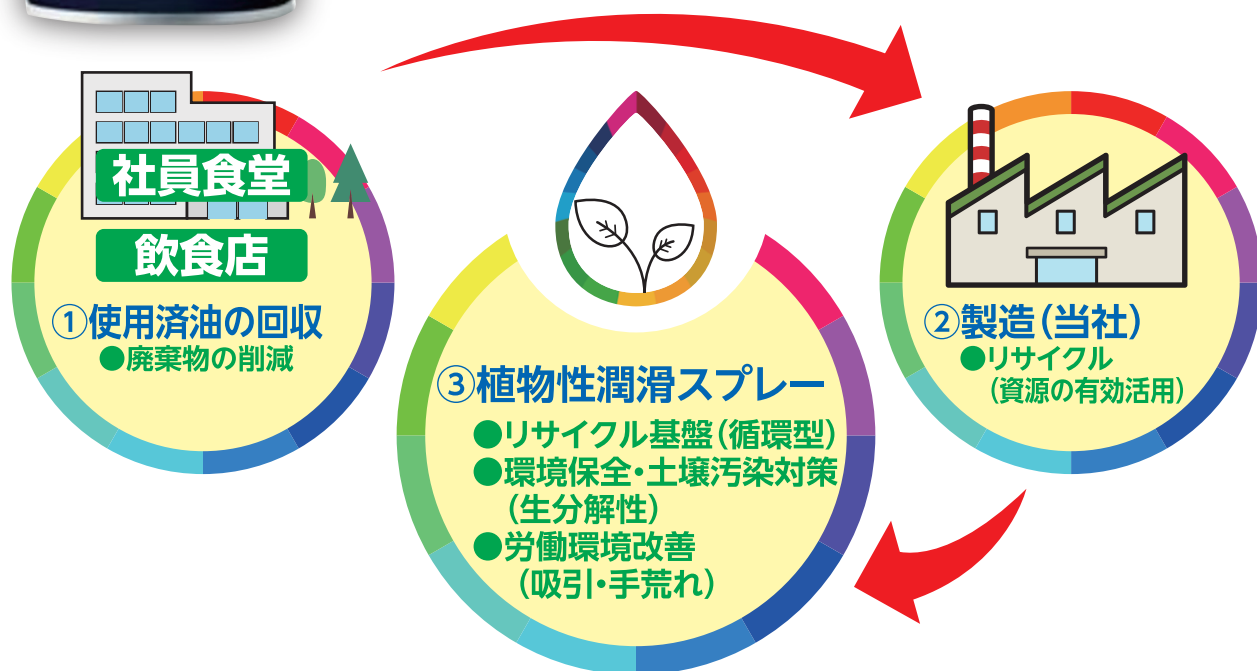 社員食堂
飲食店
①使用済油の回収
●廃棄物の削減
②製造(当社)
●リサイクル
(資源の有効活用)
③植物性潤滑スプレー
●リサイクル基盤(循環型)
●環境保全・土壌汚染対策
(生分解性)
●労働環境改善
(吸引・手荒れ)